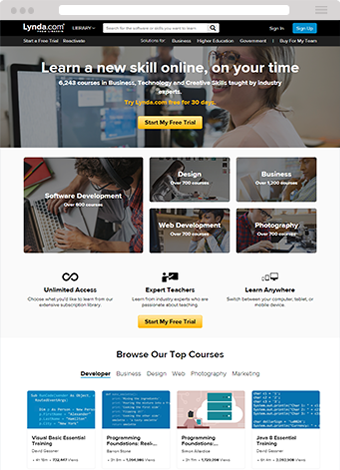 Lynda.com
LIBRARY
Search for the software or skills you want to learn
Sign In
Sign Up
Start a Free Trial
Reactivate
Solutions for:
Business
Higher Education
Government
Buy For My Team
Learn a new skill online, on your time
6,243 courses in Business, Technology and Creative Skills taught by industry
experts.
Try Lynda.com free for 30 days.
Start My Free Trial
Software Development
Over 600 courses
Design
Over 700 courses
Business
Over 1,200 courses
Web Development
Over 700 courses
Photography
Over 700 courses
Unlimited Access
Choose what you'd like to learn from our
extensive subscription library.
Expert Teachers
Learn from industry experts who are
passionate about teaching.
Learn Anywhere
Switch between your computer, tablet, or
mobile device.
Start My Free Trial
Browse Our Top Courses
Developer
Business
Design
Web
Photography
Marketing
Visual Basic Essential
Training
David Gassner
Programming
Foundations: Real-...
Barron Stone
Programming
Foundations:...
Simon Allardice
Java 8 Essential
Training
David Gassner